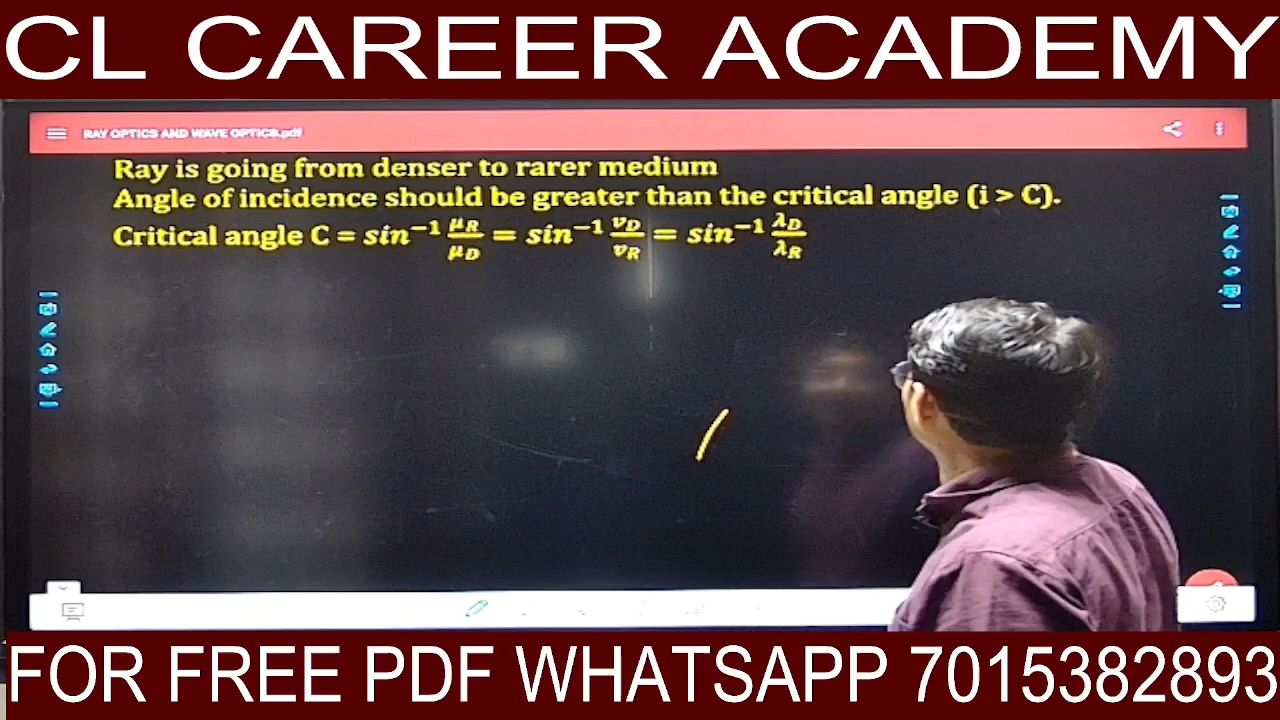 CL CAREER ACADEMY
RAY OPTICS AND WAVE OPTICS.pdf
Ray is going from denser to rarer medium
Angle of incidence should be greater than the critical angle (i > C).
Critical angle C = sin⁻¹ μR/μD = sin⁻¹ vD/vR = sin⁻¹ λD/λR
FOR FREE PDF WHATSAPP 7015382893